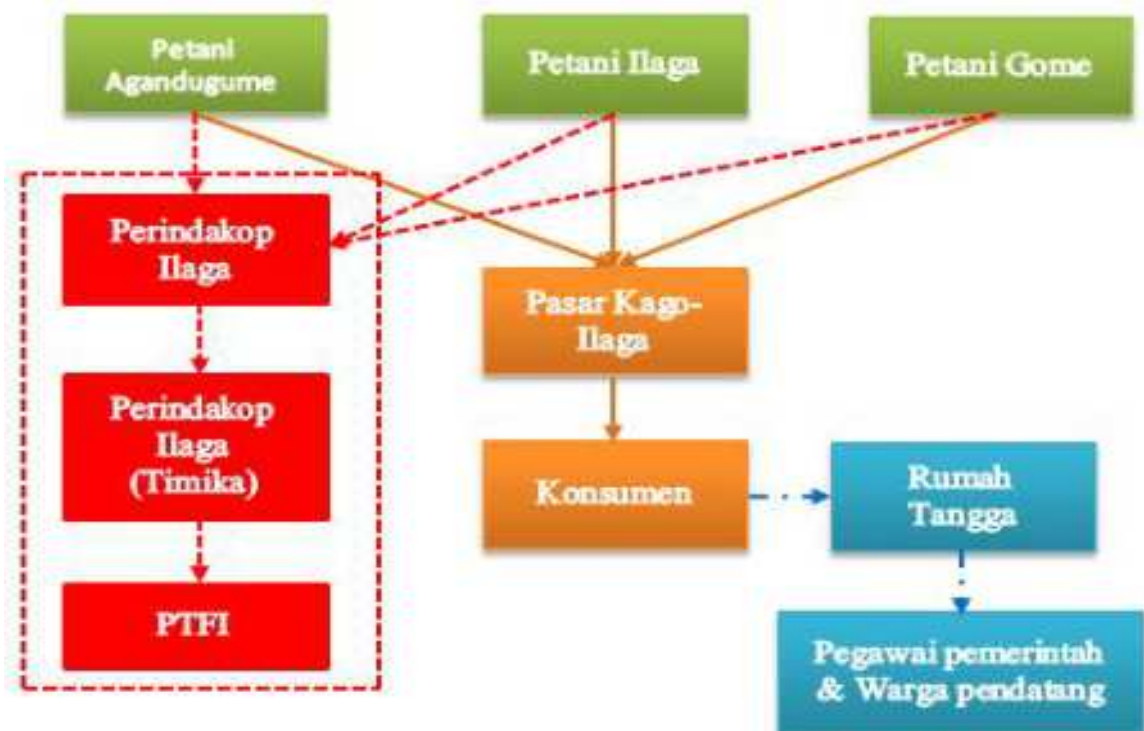 Petani
Agandugume
Petani Ilaga
Petani Gome
Perindakop
Ilaga
Pasar Kago-
Ilaga
Perindakop
Ilaga
(Timika)
Konsumen
Rumah
Tangga
PTFI
Pegawai pemerintah
& Warga pendatang